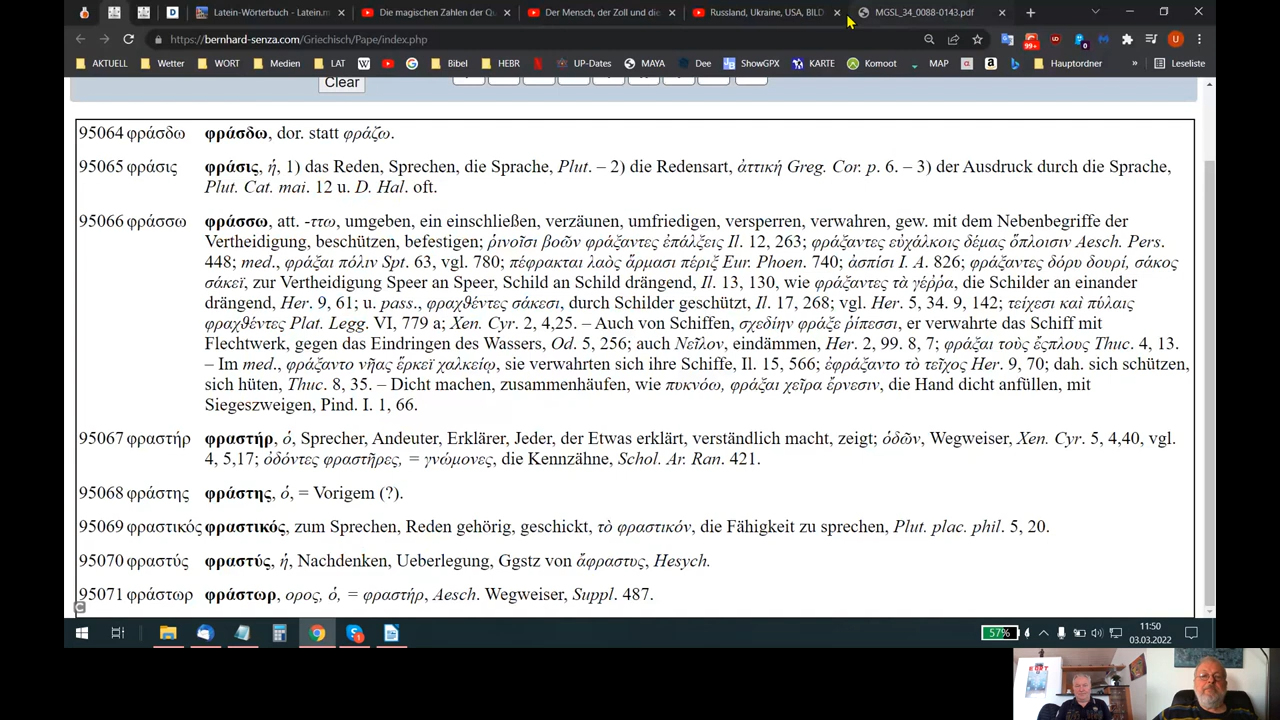 Latein-Wörterbuch - Latein.m
Die magischen Zahlen der Qu
Der Mensch, der Zoll und die
Russland, Ukraine, USA, BILD
MGSL_34_0088-0143.pdf
https://bernhard-senza.com/Griechisch/Pape/index.php
AKTUELL Wetter WORT Medien LAT W Bibel HEBR UP-Dates MAYA Dee ShowGPX KARTE Komoot MAP Hauptordner » Leseliste
Clear
95064 φράσδω φράσδω, dor. statt φράζω.
95065 φράσις φράσις, ἡ, 1) das Reden, Sprechen, die Sprache, Plut. – 2) die Redensart, ἀττική Greg. Cor. p. 6. – 3) der Ausdruck durch die Sprache,
Plut. Cat. mai. 12 u. D. Hal. oft.
95066 φράσσω φράσσω, att. -ττω, umgeben, ein einschließen, verzäunen, umfriedigen, versperren, verwahren, gew. mit dem Nebenbegriffe der
Vertheidigung, beschützen, befestigen; ῥινοῖσι βοῶν φράξαντες ἐπάλξεις Il. 12, 263; φράξαντες εὐχάλκοις δέμας ὅπλοισιν Aesch. Pers.
448; med., φράξαι πόλιν Spt. 63, vgl. 780; πέφρακται λαὸς ἅρμασι πέριξ Eur. Phoen. 740; ἀσπίσι I. A. 826; φράξαντες δόρυ δουρί, σάκος
σάκεϊ, zur Vertheidigung Speer an Speer, Schild an Schild drängend, Il. 13, 130, wie φράξαντες τὰ γέῤῥα, die Schilder an einander
drängend, Her. 9, 61; u. pass., φραχθέντες σάκεσι, durch Schilder geschützt, Il. 17, 268; vgl. Her. 5, 34. 9, 142; τείχεσι καὶ πύλαις
φραχθέντες Plat. Legg. VI, 779 a; Xen. Cyr. 2, 4,25. – Auch von Schiffen, σχεδίην φράξε ῥίπεσσι, er verwahrte das Schiff mit
Flechtwerk, gegen das Eindringen des Wassers, Od. 5, 256; auch Νεῖλον, eindämmen, Her. 2, 99. 8, 7; φράξαι τοὺς ἔςπλους Thuc. 4, 13.
– Im med., φράξαντο νῆας ἕρκεϊ χαλκείῳ, sie verwahrten sich ihre Schiffe, Il. 15, 566; ἐφράξαντο τὸ τεῖχος Her. 9, 70; dah. sich schützen,
sich hüten, Thuc. 8, 35. – Dicht machen, zusammenhäufen, wie πυκνόω, φράξαι χεῖρα ἔρνεσιν, die Hand dicht anfüllen, mit
Siegeszweigen, Pind. I. 1, 66.
95067 φραστήρ φραστήρ, ὁ, Sprecher, Andeuter, Erklärer, Jeder, der Etwas erklärt, verständlich macht, zeigt; ὁδῶν, Wegweiser, Xen. Cyr. 5, 4,40, vgl.
4, 5,17; ὀδόντες φραστῆρες, = γνώμονες, die Kennzähne, Schol. Ar. Ran. 421.
95068 φράστης φράστης, ὁ, = Vorigem (?).
95069 φραστικός φραστικός, zum Sprechen, Reden gehörig, geschickt, τὸ φραστικόν, die Fähigkeit zu sprechen, Plut. plac. phil. 5, 20.
95070 φραστύς φραστύς, ἡ, Nachdenken, Ueberlegung, Ggstz von ἄφραστυς, Hesych.
95071 φράστωρ φράστωρ, ορος, ὁ, = φραστήρ, Aesch. Wegweiser, Suppl. 487.
57%
11:50
03.03.2022